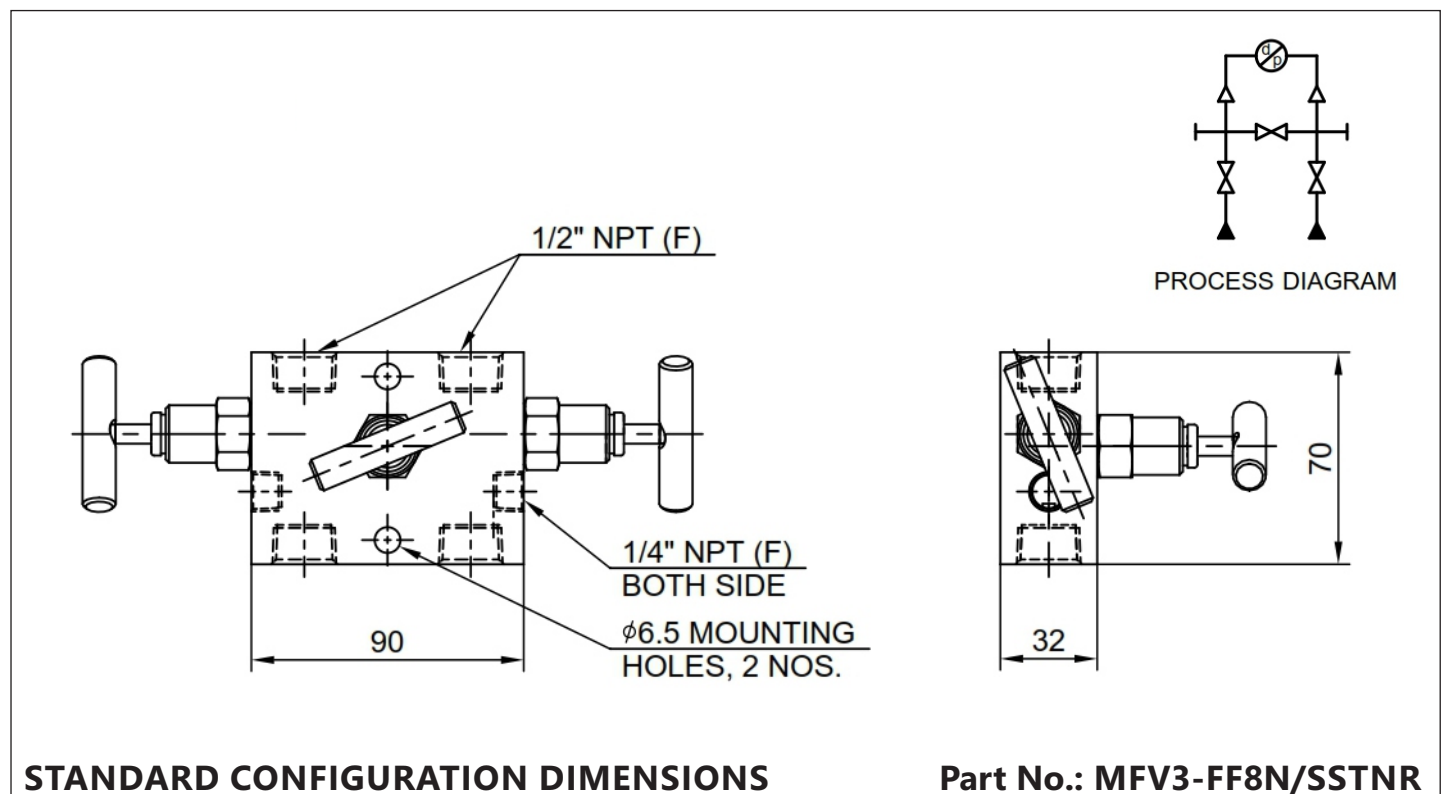 d
p
PROCESS DIAGRAM
1/2" NPT (F)
1/4" NPT (F)
BOTH SIDE
ϕ6.5 MOUNTING
HOLES, 2 NOS.
90
70
32
STANDARD CONFIGURATION DIMENSIONS
Part No.: MFV3-FF8N/SSTNR